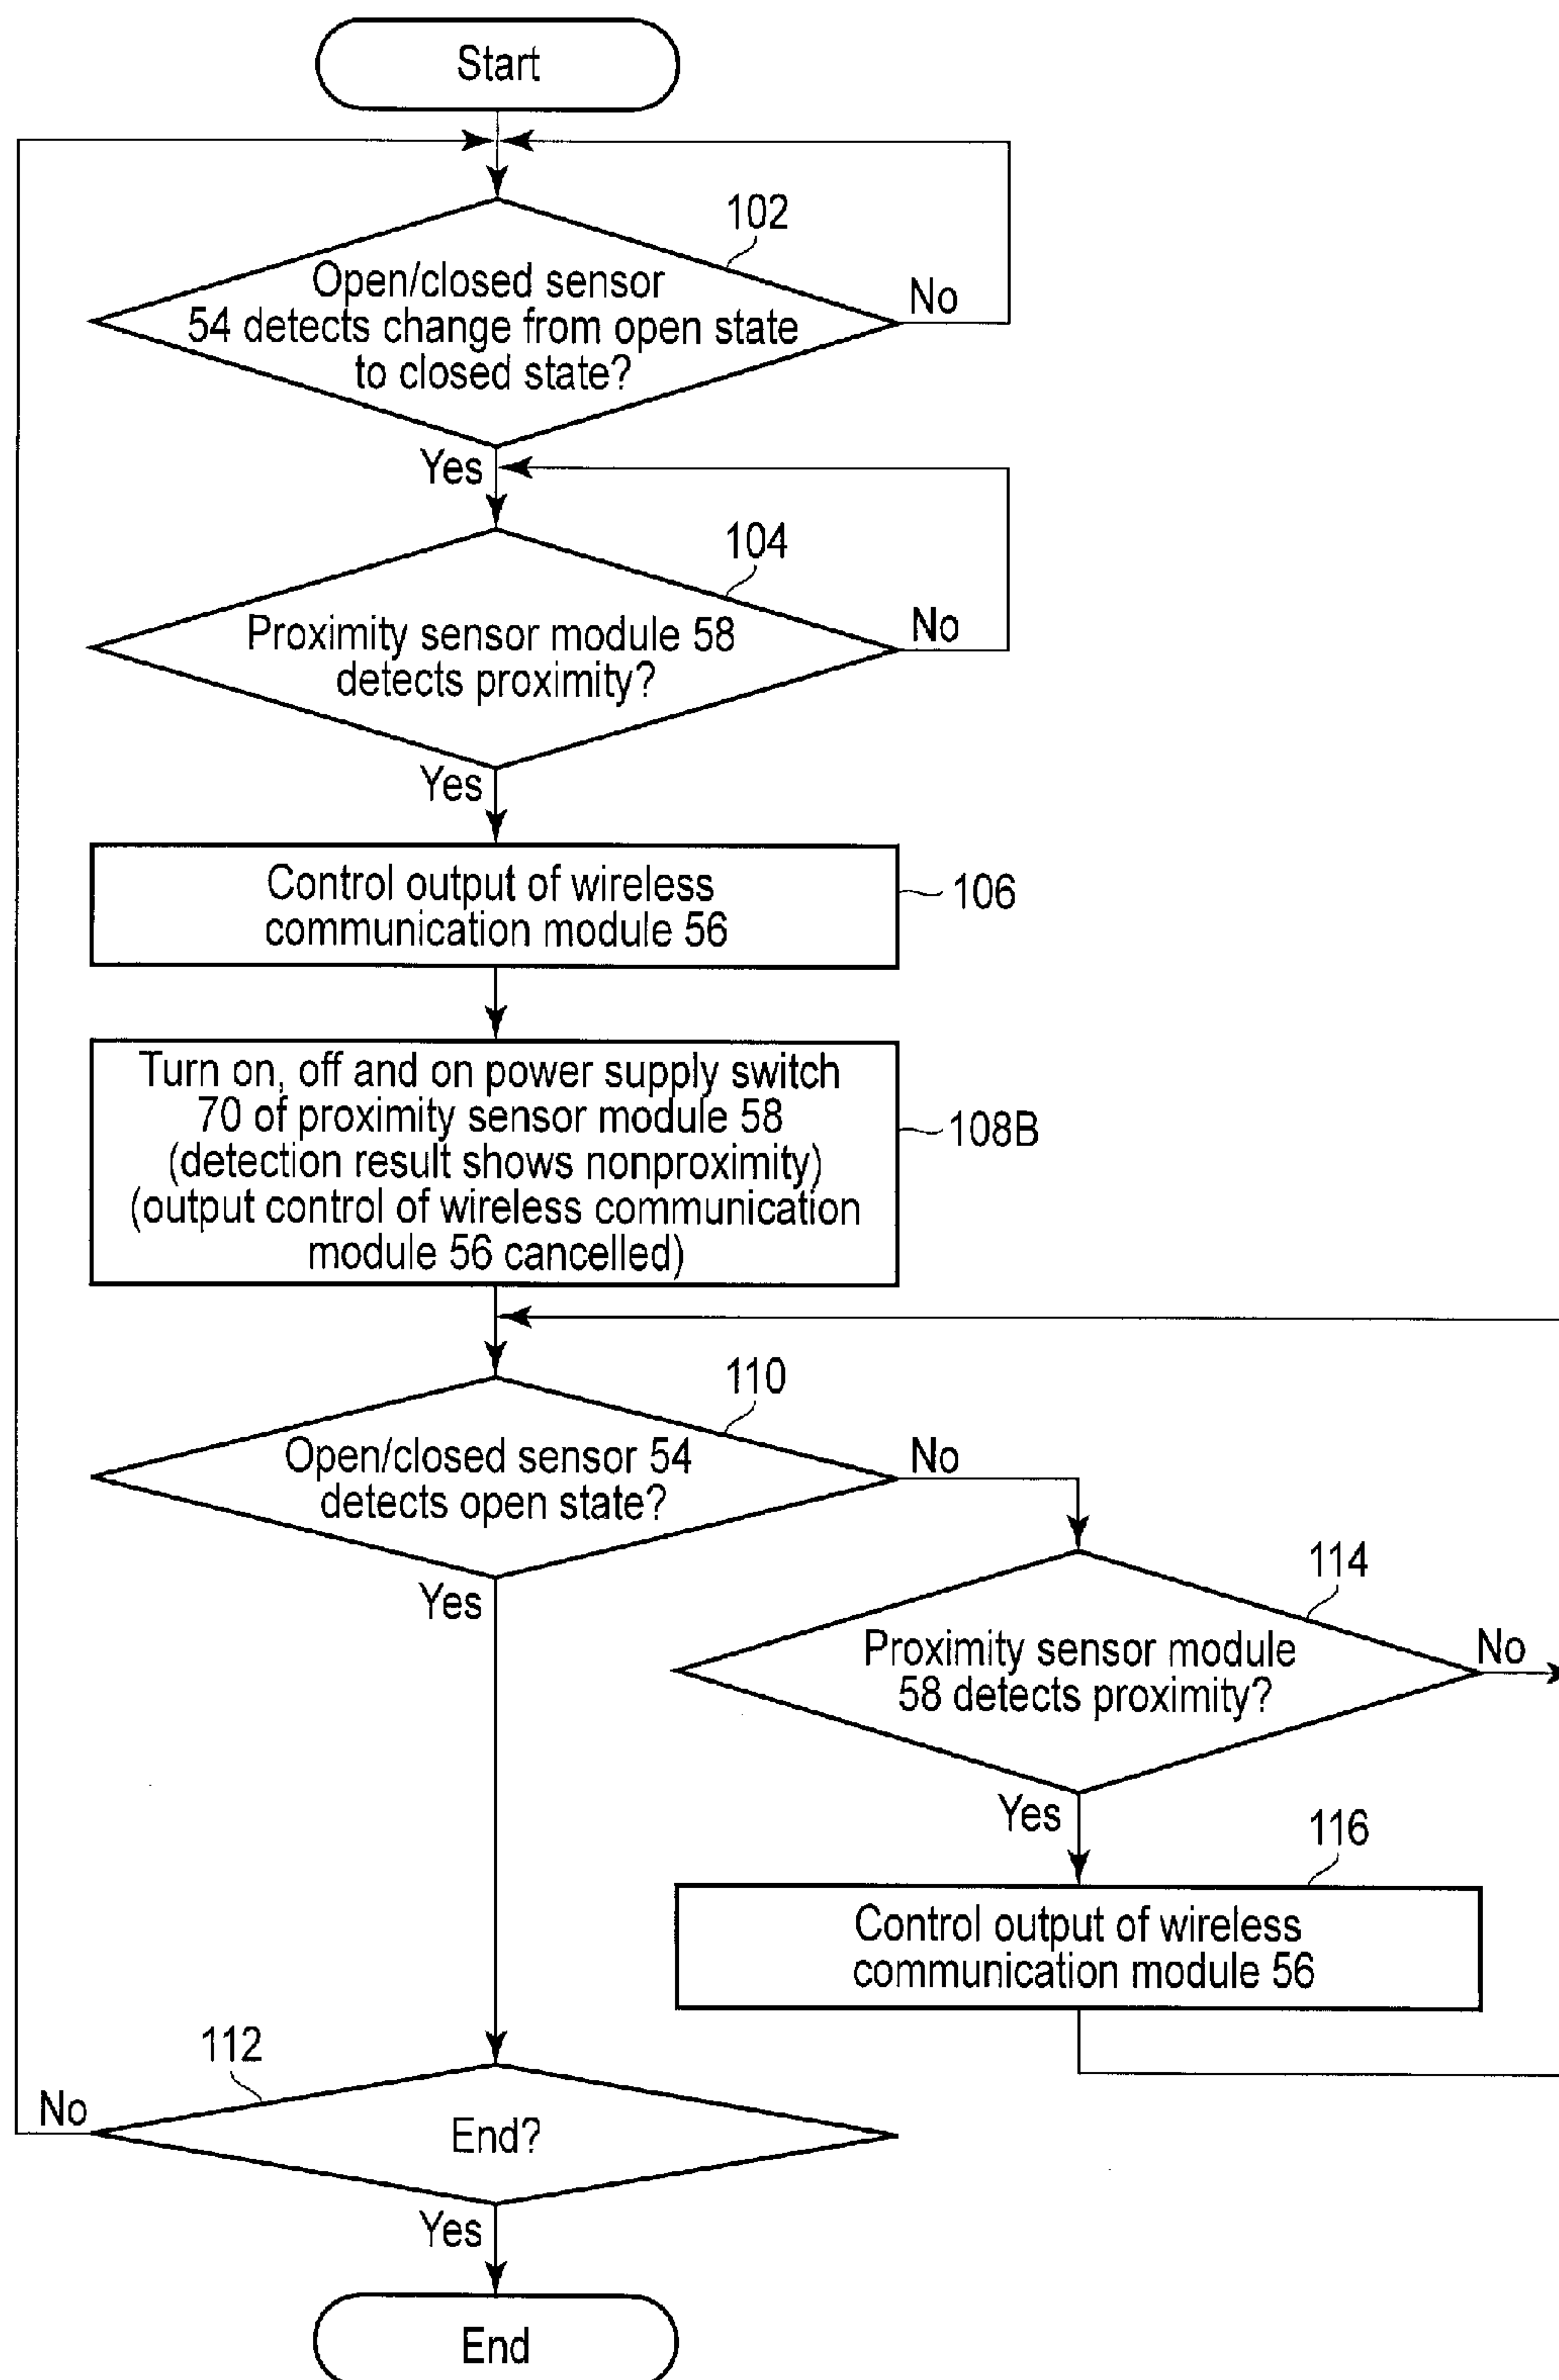 Start
102
Open/closed sensor
54 detects change from open state
to closed state?
No
Yes
104
Proximity sensor module 58
detects proximity?
No
Yes
Control output of wireless
communication module 56
106
Turn on, off and on power supply switch
70 of proximity sensor module 58
(detection result shows nonproximity)
(output control of wireless communication
module 56 cancelled)
108B
110
Open/closed sensor 54
detects open state?
No
Yes
114
Proximity sensor module
58 detects proximity?
No
Yes
116
Control output of wireless
communication module 56
112
No
End?
Yes
End